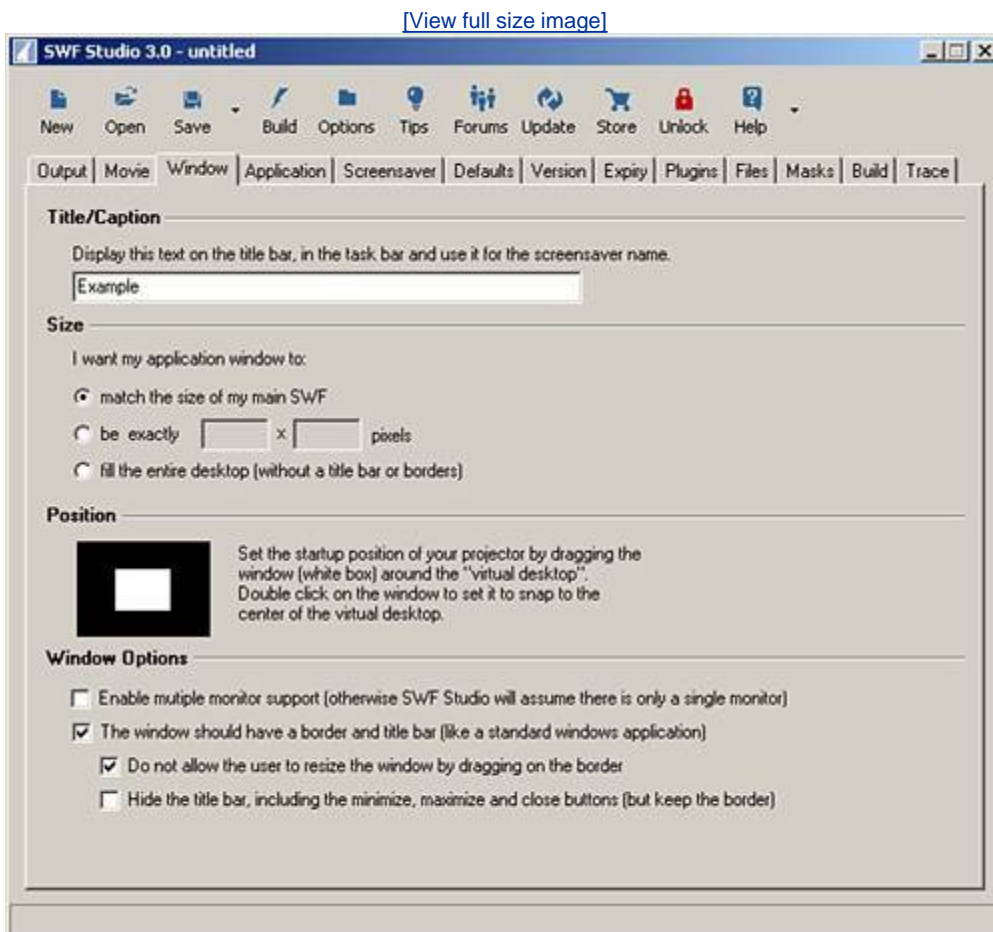 [View full size image]
SWF Studio 3.0 - untitled
New Open Save Build Options Tips Forums Update Store Unlock Help
Output Movie Window Application Screensaver Defaults Version Expiry Plugins Files Masks Build Trace
Title/Caption
Display this text on the title bar, in the task bar and use it for the screensaver name.
Example
Size
I want my application window to:
match the size of my main SWF
be exactly x pixels
fill the entire desktop (without a title bar or borders)
Position
Set the startup position of your projector by dragging the
window (white box) around the "virtual desktop".
Double click on the window to set it to snap to the
center of the virtual desktop.
Window Options
Enable mutiple monitor support (otherwise SWF Studio will assume there is only a single monitor)
The window should have a border and title bar (like a standard windows application)
Do not allow the user to resize the window by dragging on the border
Hide the title bar, including the minimize, maximize and close buttons (but keep the border)